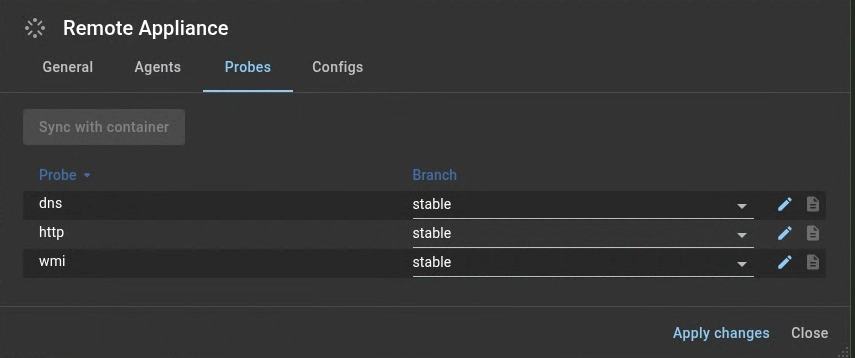 Remote Appliance
General Agents Probes Configs
Sync with container
Probe Branch
dns stable
http stable
wmi stable
Apply changes Close